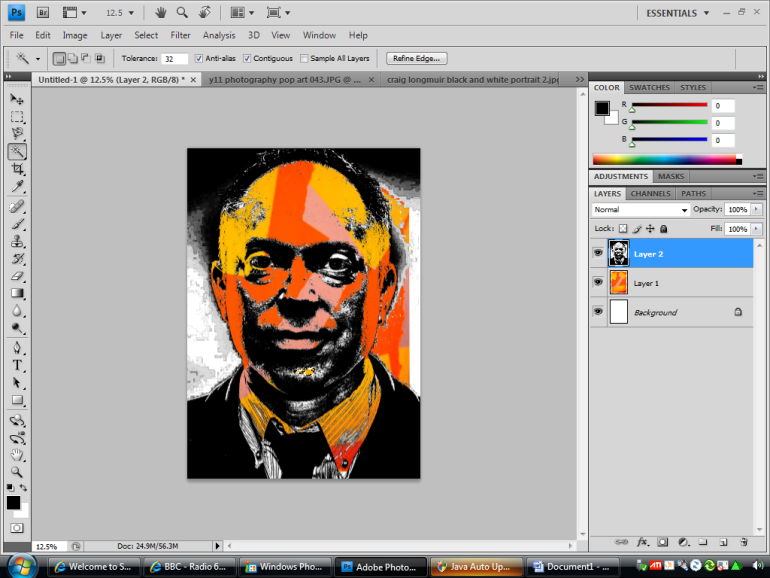 Ps Br 12.5 ESSENTIALS
File Edit Image Layer Select Filter Analysis 3D View Window Help
Tolerance: 32 Anti-alias Contiguous Sample All Layers Refine Edge...
Untitled-1 @ 12.5% (Layer 2, RGB/8) * × y11 photography pop art 043.JPG @ ... × craig longmuir black and white portrait 2.jpg
COLOR SWATCHES STYLES
R 0
G 0
B 0
ADJUSTMENTS MASKS
LAYERS CHANNELS PATHS
Normal Opacity: 100%
Lock: Fill: 100%
Layer 2
Layer 1
Background
T
12.5% Doc: 24.9M/56.3M
Welcome to S... BBC - Radio 6... Windows Pho... Ps Adobe Photo... Java Auto Up... Document1 - ... ATI